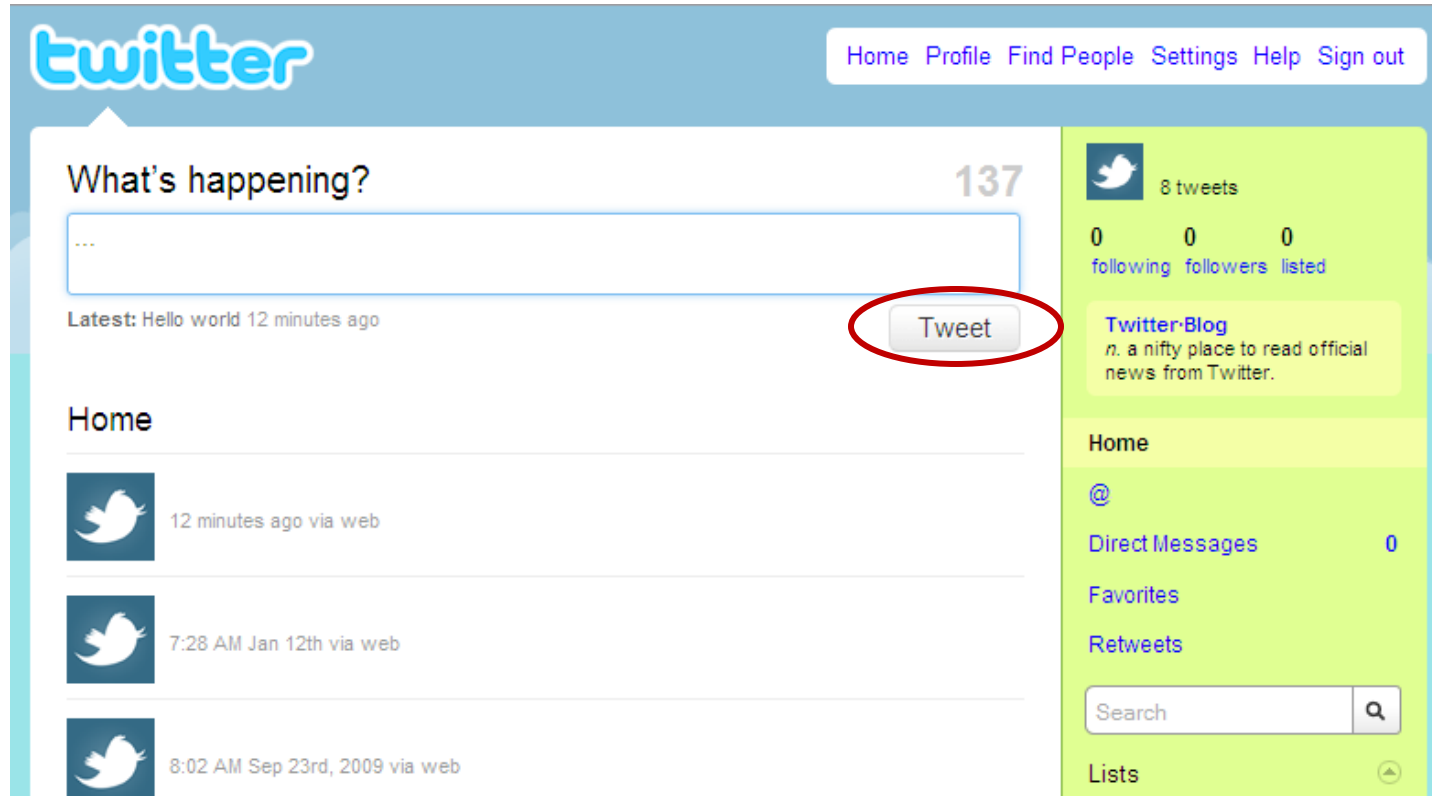 twitter
Home Profile Find People Settings Help Sign out
What's happening?
137
...
Latest: Hello world 12 minutes ago
Tweet
Home
12 minutes ago via web
7:28 AM Jan 12th via web
8:02 AM Sep 23rd, 2009 via web
8 tweets
0 0 0
following followers listed
Twitter·Blog
n. a nifty place to read official
news from Twitter.
Home
@
Direct Messages 0
Favorites
Retweets
Search
Lists